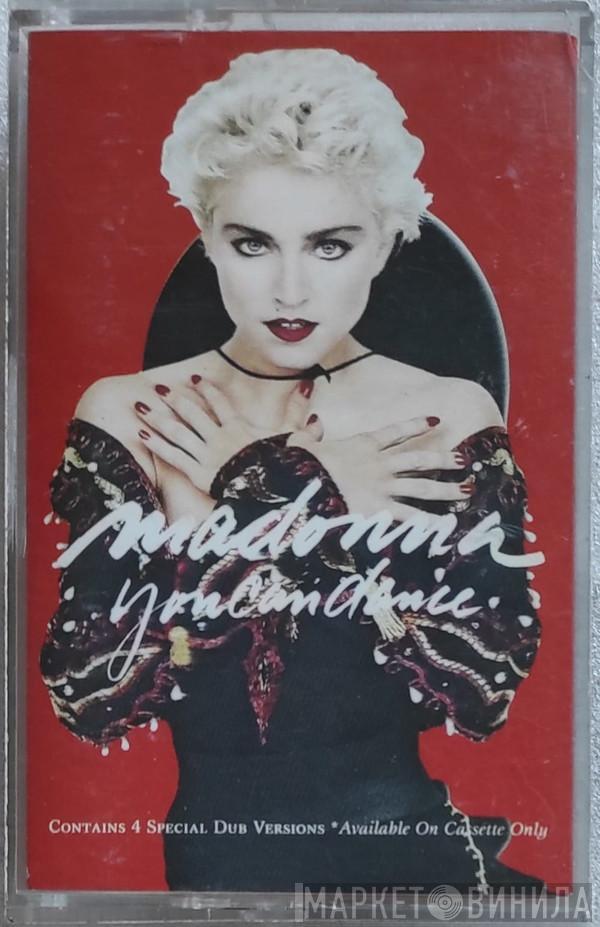 madonna
you can dance.
CONTAINS 4 SPECIAL DUB VERSIONS *Available On Cassette Only
МАРКЕТ ВИНИЛА